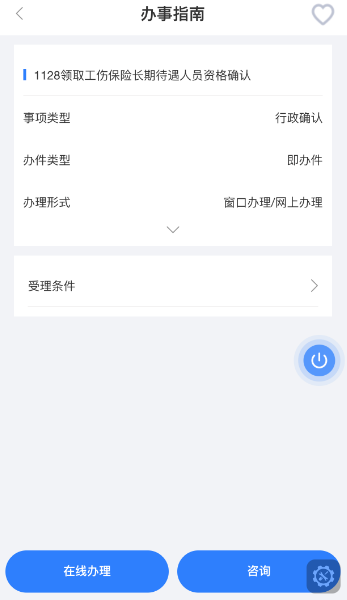 办事指南
1128领取工伤保险长期待遇人员资格确认
事项类型 行政确认
办件类型 即办件
办理形式 窗口办理/网上办理
受理条件
在线办理 咨询